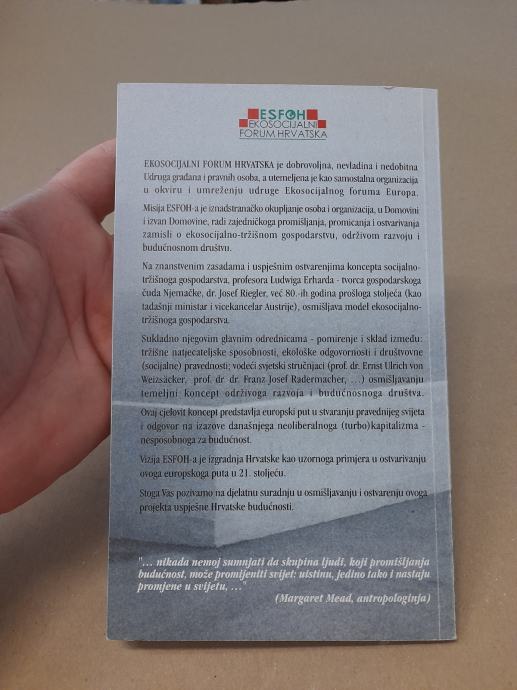 ESFOH
EKOSOCIJALNI
FORUM HRVATSKA
EKOSOCIJALNI FORUM HRVATSKA je dobrovoljna, nevladina i nedobitna
Udruga građana i pravnih osoba, a utemeljena je kao samostalna organizacija
u okviru i umreženju udruge Ekosocijalnog foruma Europa.
Misija ESFOH-a je iznadstranačko okupljanje osoba i organizacija, u Domovini
i izvan Domovine, radi zajedničkoga promišljanja, promicanja i ostvarivanja
zamisli o ekosocijalno-tržišnom gospodarstvu, održivom razvoju i
budućnosnom društvu.
Na znanstvenim zasadama i uspješnim ostvarenjima koncepta socijalno-
tržišnoga gospodarstva, profesora Ludwiga Erharda - tvorca gospodarskoga
čuda Njemačke, dr. Josef Riegler, već 80.-ih godina prošloga stoljeća (kao
tadašnji ministar i vicekancelar Austrije), osmišljava model ekosocijalno-
tržišnoga gospodarstva.
Sukladno njegovim glavnim odrednicama - pomirenje i sklad između:
tržišne natjecateljske sposobnosti, ekološke odgovornosti i društvovne
(socijalne) pravednosti; vodeći svjetski stručnjaci (prof. dr. Ernst Ulrich von
Weizsäcker, prof. dr dr. Franz Josef Radermacher, ...) osmišljavaju
temeljni koncept održivoga razvoja i budućnosnoga društva.
Ovaj cjelovit koncept predstavlja europski put u stvaranju pravednijeg svijeta
i odgovor na izazove današnjega neoliberalnoga (turbo)kapitalizma -
nesposobnoga za budućnost.
Vizija ESFOH-a je izgradnja Hrvatske kao uzornoga primjera u ostvarivanju
ovoga europskoga puta u 21. stoljeću.
Stoga Vas pozivamo na djelatnu suradnju u osmišljavanju i ostvarenju ovoga
projekta uspješne Hrvatske budućnosti.
"... nikada nemoj sumnjati da skupina ljudi, koji promišljanja
budućnost, može promijeniti svijet: uistinu, jedino tako i nastaju
promjene u svijetu, ..."
(Margaret Mead, antropologinja)